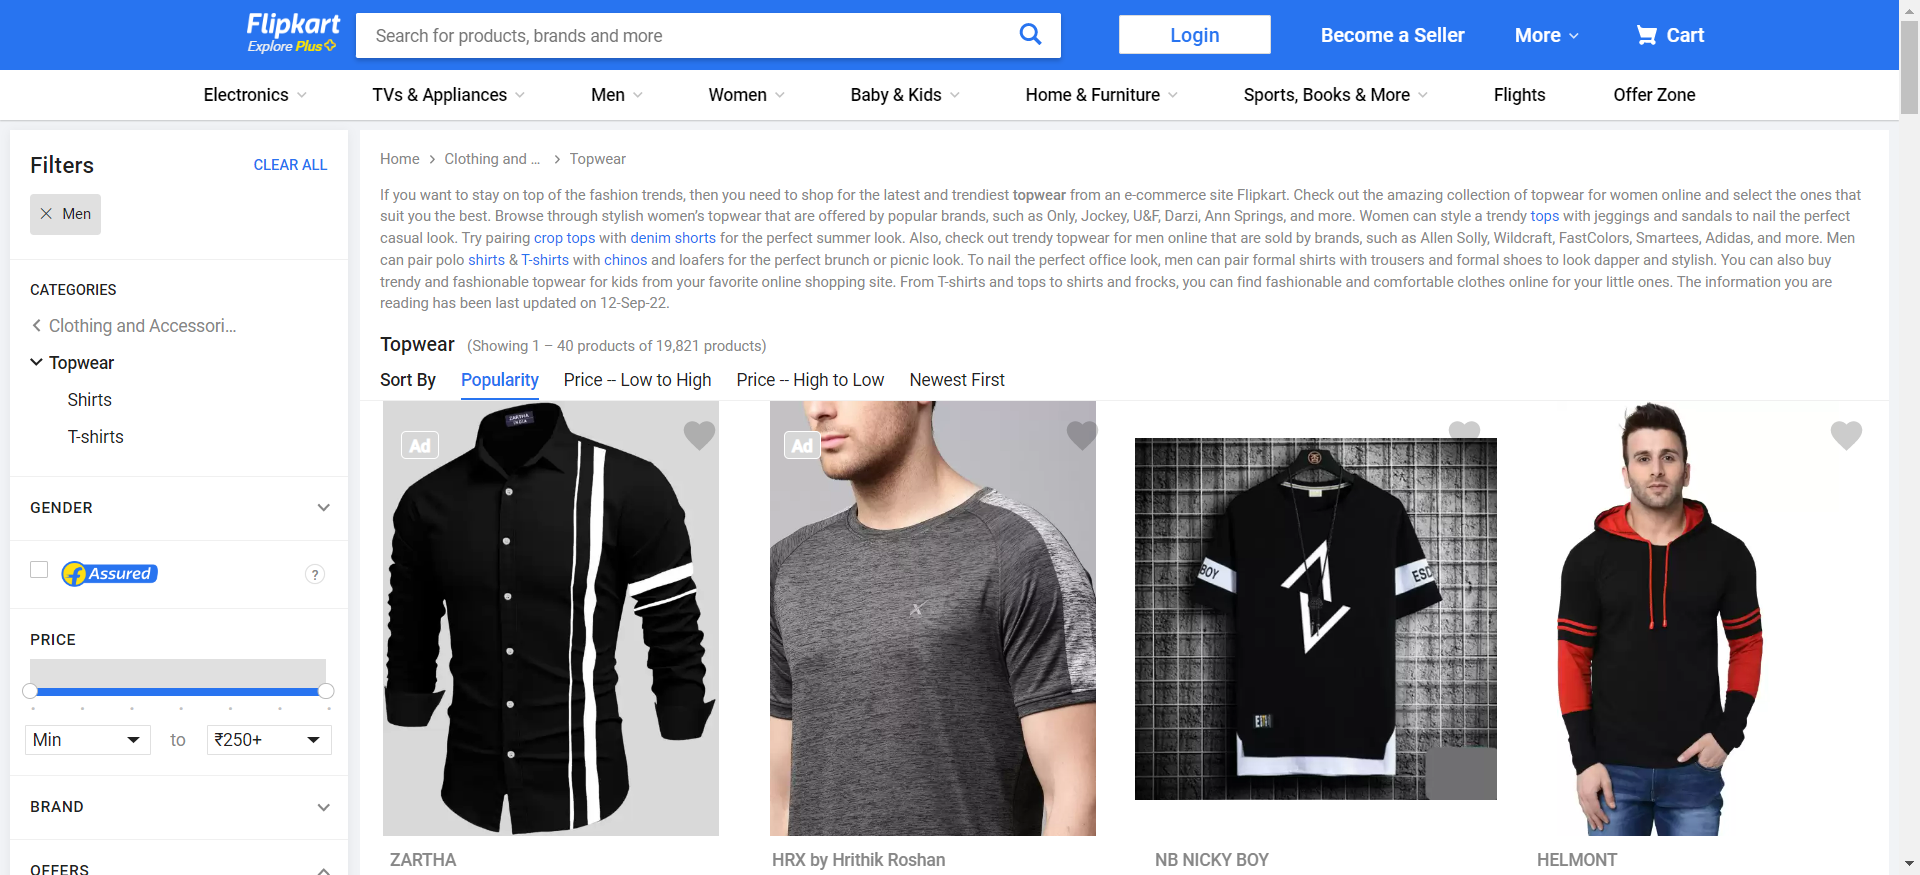 Flipkart
Explore Plus
Search for products, brands and more
Login
Become a Seller
More
Cart
Electronics
TVs & Appliances
Men
Women
Baby & Kids
Home & Furniture
Sports, Books & More
Flights
Offer Zone
Filters
CLEAR ALL
Men
CATEGORIES
Clothing and Accessori...
Topwear
Shirts
T-shirts
GENDER
Assured
?
PRICE
Min
to
₹250+
BRAND
OFFERS
Home
Clothing and ...
Topwear
If you want to stay on top of the fashion trends, then you need to shop for the latest and trendiest topwear from an e-commerce site Flipkart. Check out the amazing collection of topwear for women online and select the ones that
suit you the best. Browse through stylish women's topwear that are offered by popular brands, such as Only, Jockey, U&F, Darzi, Ann Springs, and more. Women can style a trendy tops with jeggings and sandals to nail the perfect
casual look. Try pairing crop tops with denim shorts for the perfect summer look. Also, check out trendy topwear for men online that are sold by brands, such as Allen Solly, Wildcraft, FastColors, Smartees, Adidas, and more. Men
can pair polo shirts & T-shirts with chinos and loafers for the perfect brunch or picnic look. To nail the perfect office look, men can pair formal shirts with trousers and formal shoes to look dapper and stylish. You can also buy
trendy and fashionable topwear for kids from your favorite online shopping site. From T-shirts and tops to shirts and frocks, you can find fashionable and comfortable clothes online for your little ones. The information you are
reading has been last updated on 12-Sep-22.
Topwear (Showing 1 – 40 products of 19,821 products)
Sort By
Popularity
Price -- Low to High
Price -- High to Low
Newest First
Ad
ZARTHA
Ad
BOY
ESD
ZARTHA
HRX by Hrithik Roshan
NB NICKY BOY
HELMONT